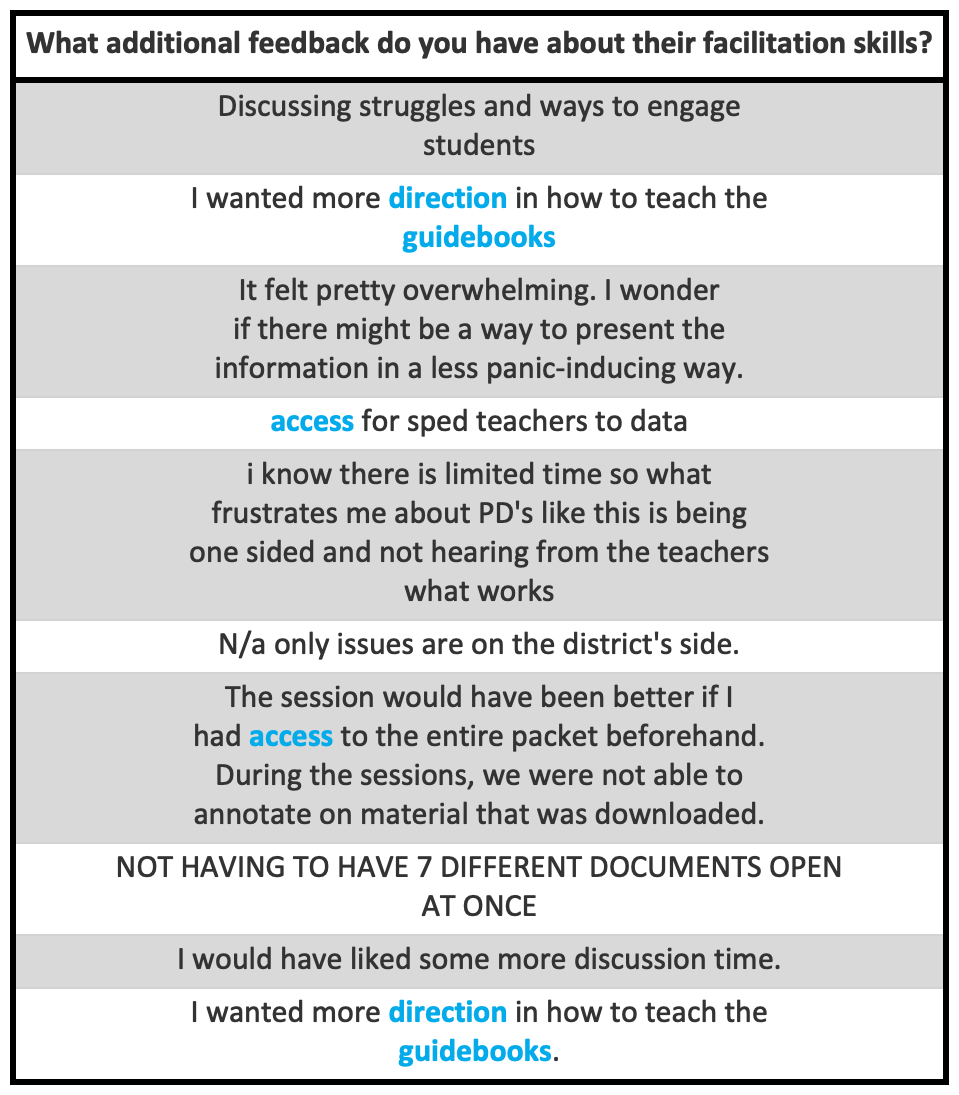 What additional feedback do you have about their facilitation skills?
Discussing struggles and ways to engage
students
I wanted more direction in how to teach the
guidebooks
It felt pretty overwhelming. I wonder
if there might be a way to present the
information in a less panic-inducing way.
access for sped teachers to data
i know there is limited time so what
frustrates me about PD's like this is being
one sided and not hearing from the teachers
what works
N/a only issues are on the district's side.
The session would have been better if I
had access to the entire packet beforehand.
During the sessions, we were not able to
annotate on material that was downloaded.
NOT HAVING TO HAVE 7 DIFFERENT DOCUMENTS OPEN
AT ONCE
I would have liked some more discussion time.
I wanted more direction in how to teach the
guidebooks.